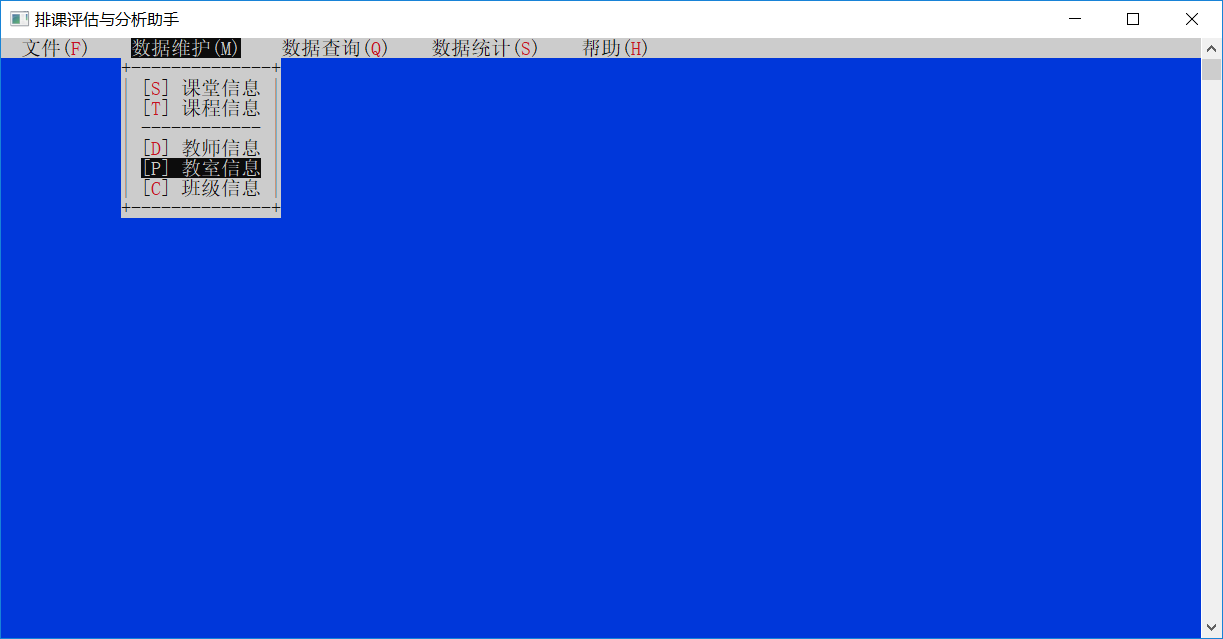 排课评估与分析助手
文件(F) 数据维护(M) 数据查询(Q) 数据统计(S) 帮助(H)
+--------------+
[S] 课堂信息
[T] 课程信息
------------
[D] 教师信息
[P] 教室信息
[C] 班级信息
+--------------+